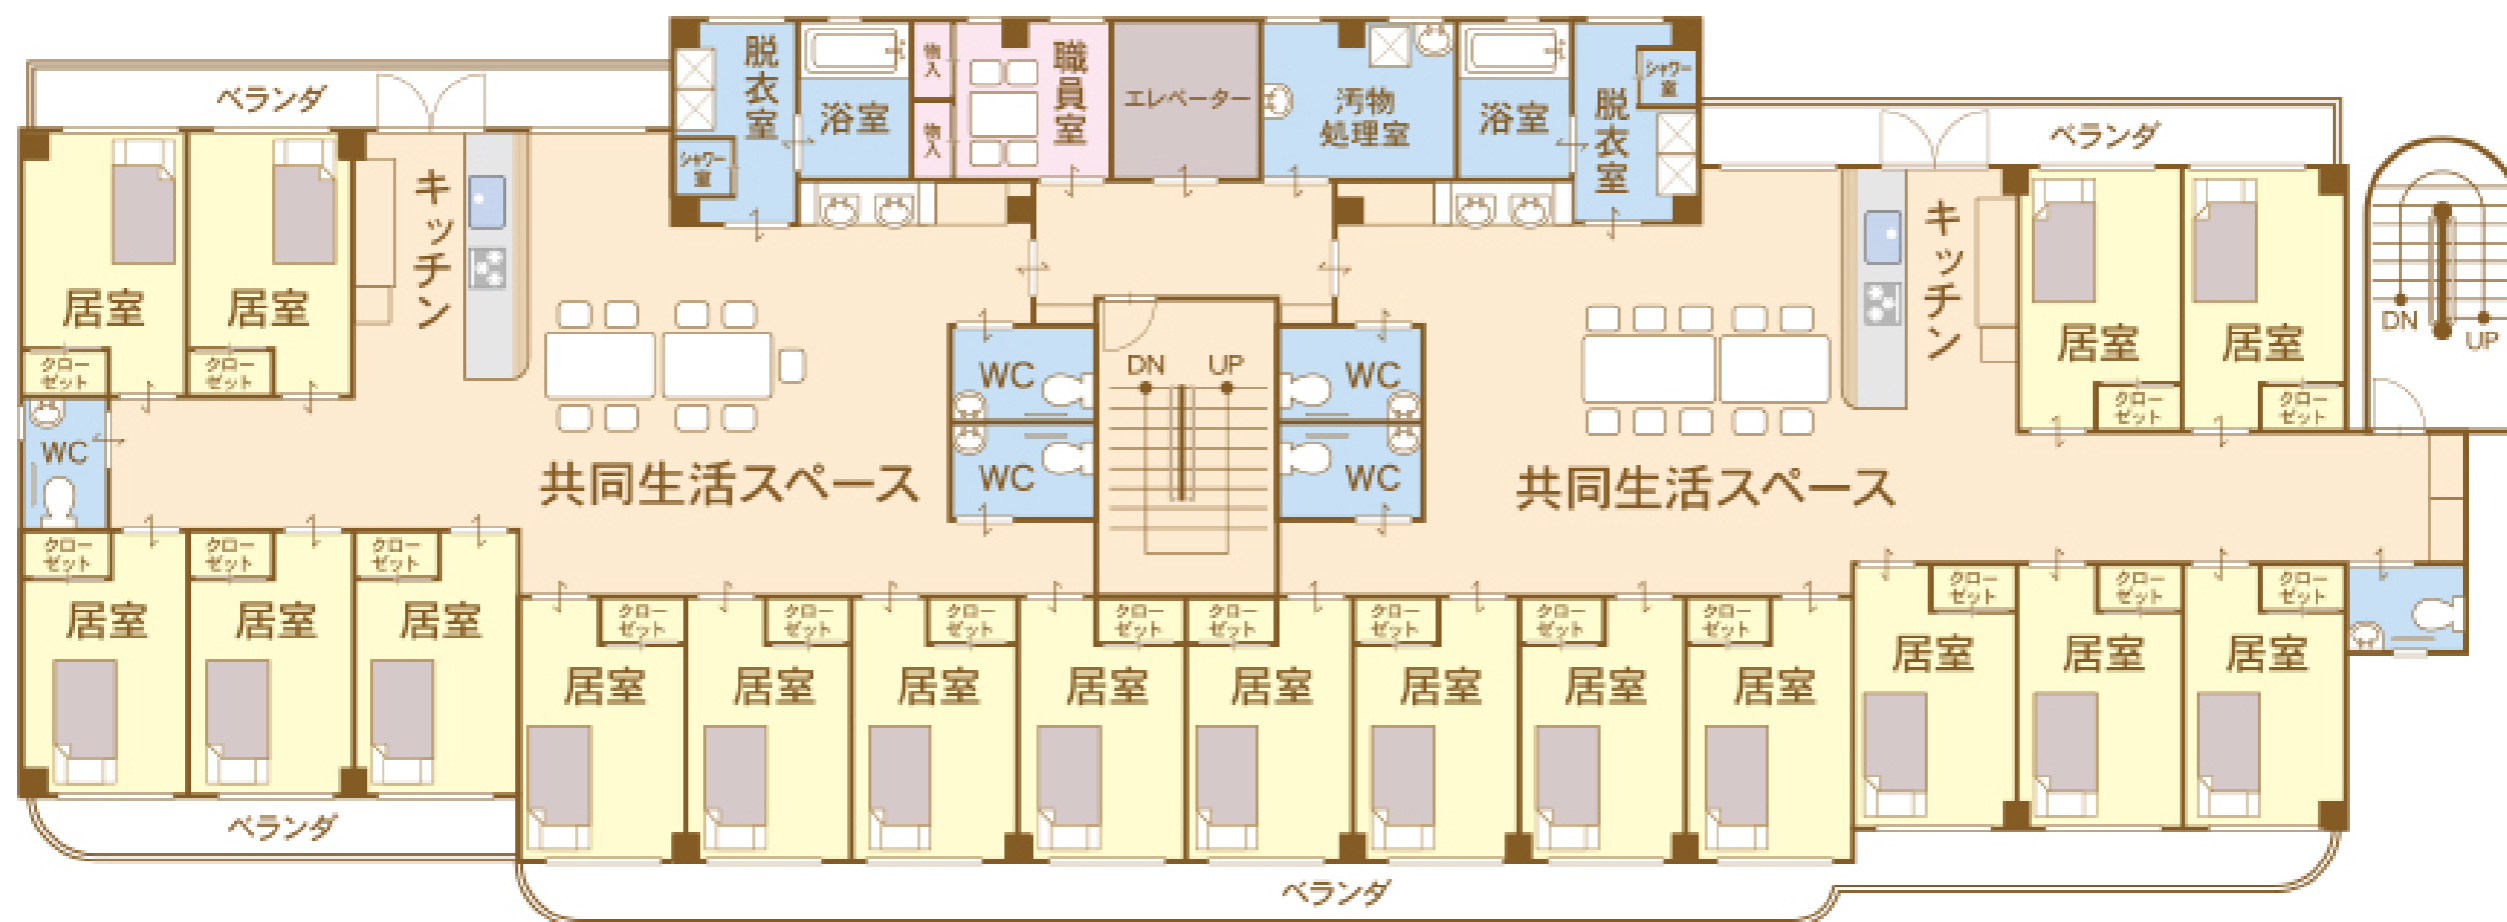 脱衣室
浴室
物入
物入
職員室
エレベーター
汚物
処理室
浴室
脱衣室
シャワー
室
シャワー
室
ベランダ
ベランダ
キッチン
キッチン
居室
居室
クロー
ゼット
クロー
ゼット
居室
居室
クロー
ゼット
クロー
ゼット
DN
UP
WC
WC
WC
DN
UP
WC
WC
共同生活スペース
共同生活スペース
クロー
ゼット
クロー
ゼット
クロー
ゼット
居室
居室
居室
クロー
ゼット
クロー
ゼット
クロー
ゼット
クロー
ゼット
クロー
ゼット
クロー
ゼット
クロー
ゼット
クロー
ゼット
居室
居室
居室
居室
居室
居室
居室
居室
クロー
ゼット
クロー
ゼット
クロー
ゼット
居室
居室
居室
ベランダ
ベランダ